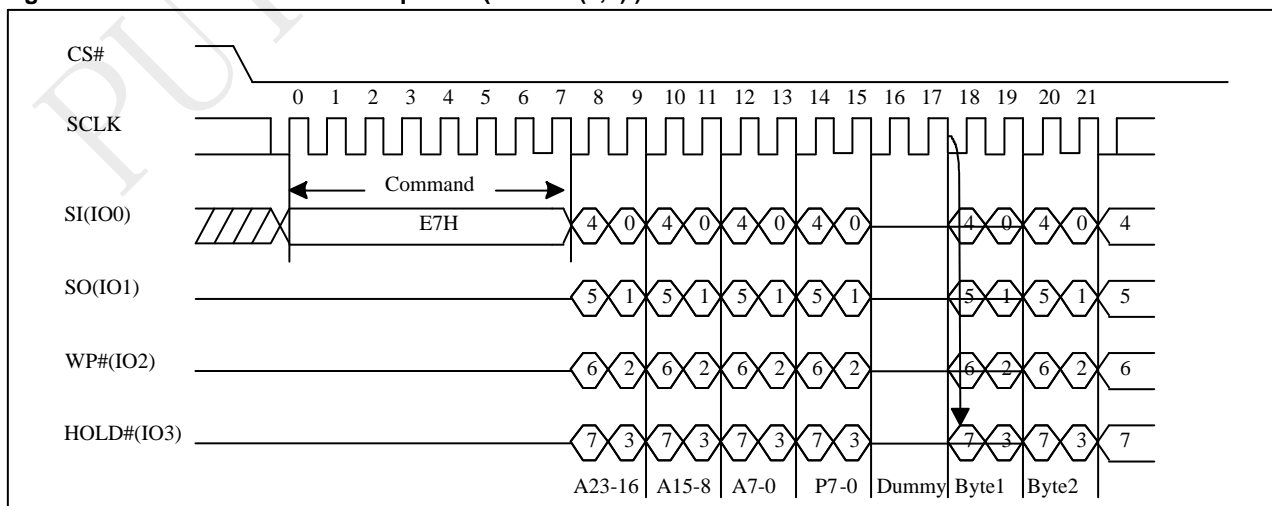 CS#
0 1 2 3 4 5 6 7 8 9 10 11 12 13 14 15 16 17 18 19 20 21
SCLK
Command
SI(IO0) E7H 4 0 4 0 4 0 4 0 4 0 4 0 4
SO(IO1) 5 1 5 1 5 1 5 1 5 1 5 1 5
WP#(IO2) 6 2 6 2 6 2 6 2 6 2 6 2 6
HOLD#(IO3) 7 3 7 3 7 3 7 3 7 3 7 3 7
A23-16 A15-8 A7-0 P7-0 Dummy Byte1 Byte2